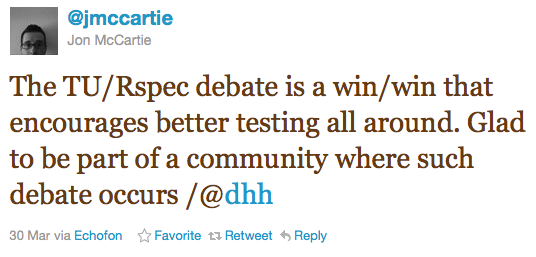 @jmccartie
Jon McCartie
The TU/Rspec debate is a win/win that
encourages better testing all around. Glad
to be part of a community where such
debate occurs /@dhh
30 Mar via Echofon Favorite Retweet Reply